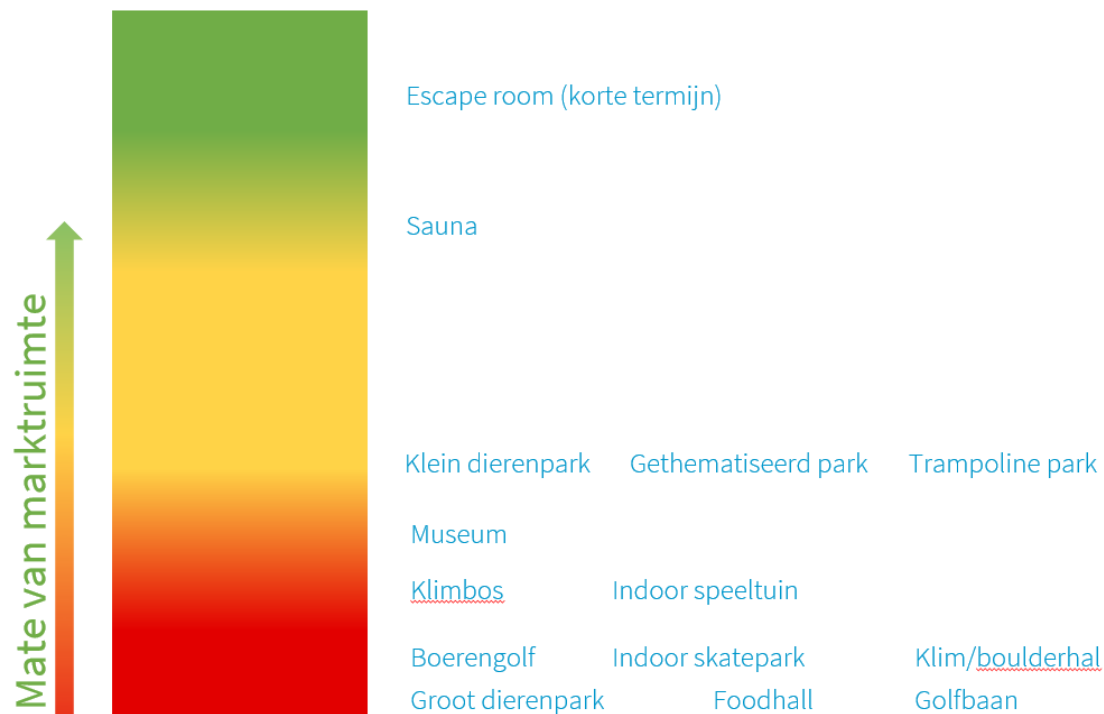 Mate van marktruimte
Escape room (korte termijn)
Sauna
Klein dierenpark Gethematiseerd park Trampoline park
Museum
Klimbos Indoor speeltuin
Boerengolf Indoor skatepark Klim/boulderhal
Groot dierenpark Foodhall Golfbaan